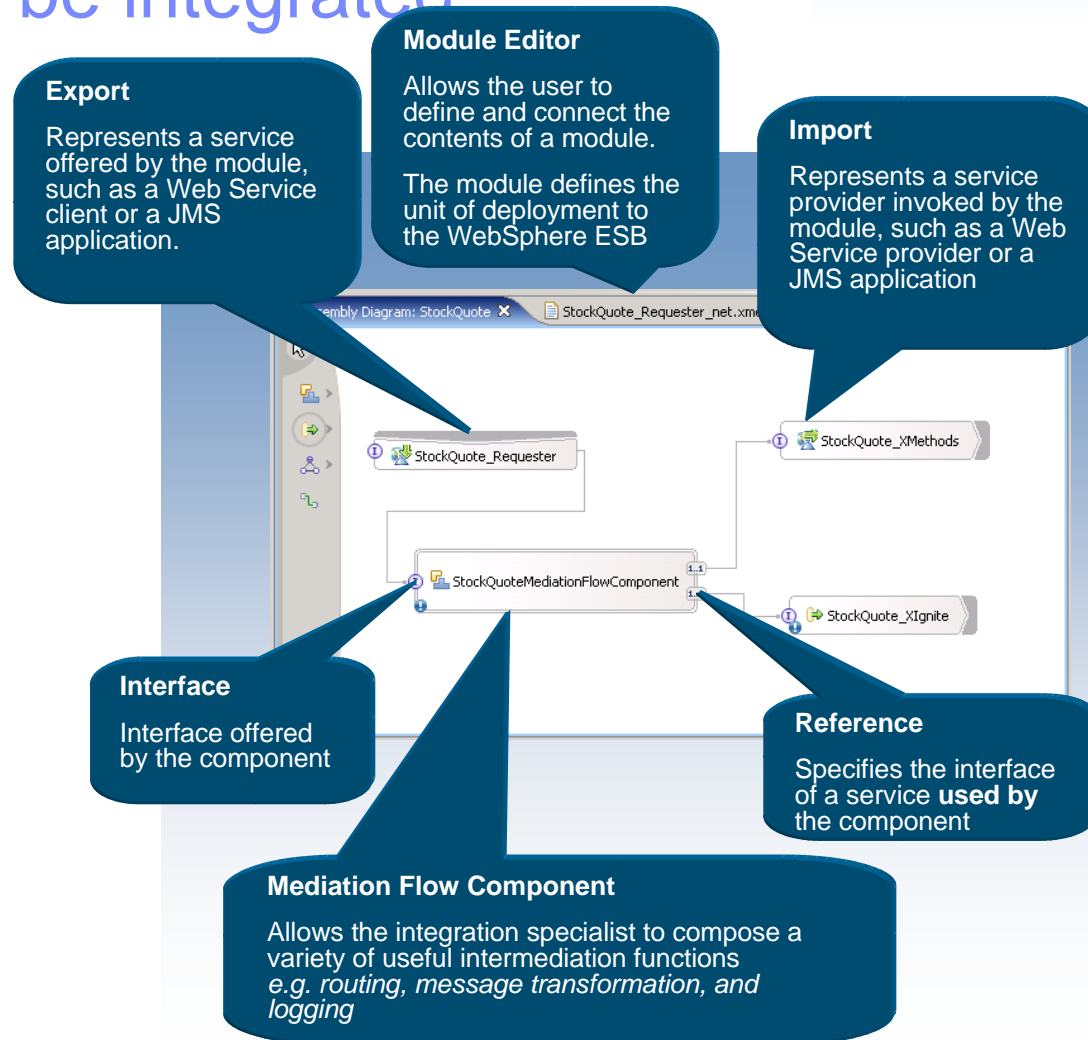 be integrated
Module Editor
Allows the user to
define and connect the
contents of a module.
The module defines the
unit of deployment to
the WebSphere ESB
Export
Represents a service
offered by the module,
such as a Web Service
client or a JMS
application.
Import
Represents a service
provider invoked by the
module, such as a Web
Service provider or a
JMS application
embly Diagram: StockQuote
StockQuote_Requester_net.xme
StockQuote_Requester
StockQuote_XMethods
StockQuoteMediationFlowComponent
1..1
1..
StockQuote_XIgnite
Interface
Interface offered
by the component
Reference
Specifies the interface
of a service used by
the component
Mediation Flow Component
Allows the integration specialist to compose a
variety of useful intermediation functions
e.g. routing, message transformation, and
logging